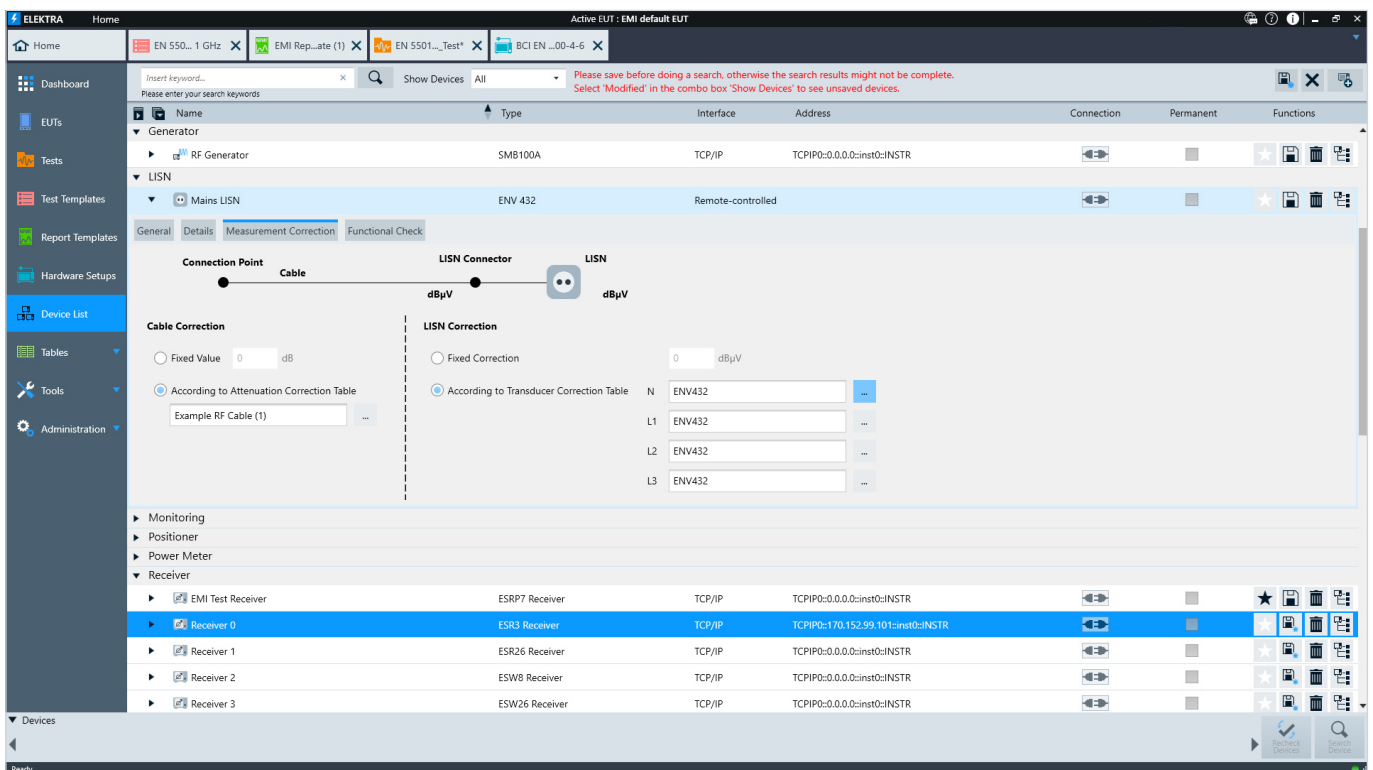 ELEKTRA Home Active EUT : EMI default EUT
Home EN 550... 1 GHz EMI Rep...ate (1) EN 5501..._Test* BCI EN ...00-4-6
Insert keyword... Show Devices All Please save before doing a search, otherwise the search results might not be complete.
Please enter your search keywords Select 'Modified' in the combo box 'Show Devices' to see unsaved devices.
Dashboard
EUTs
Tests
Test Templates
Report Templates
Hardware Setups
Device List
Tables
Tools
Administration
Name Type Interface Address Connection Permanent Functions
Generator
RF Generator SMB100A TCP/IP TCPIP0::0.0.0.0::inst0::INSTR
LISN
Mains LISN ENV 432 Remote-controlled
General Details Measurement Correction Functional Check
Connection Point LISN Connector LISN
Cable
dBµV dBµV
Cable Correction LISN Correction
Fixed Value 0 dB Fixed Correction 0 dBµV
According to Attenuation Correction Table According to Transducer Correction Table N ENV432 ...
Example RF Cable (1) ... L1 ENV432 ...
L2 ENV432 ...
L3 ENV432 ...
Monitoring
Positioner
Power Meter
Receiver
EMI Test Receiver ESRP7 Receiver TCP/IP TCPIP0::0.0.0.0::inst0::INSTR
Receiver 0 ESR3 Receiver TCP/IP TCPIP0::170.152.99.101::inst0::INSTR
Receiver 1 ESR26 Receiver TCP/IP TCPIP0::0.0.0.0::inst0::INSTR
Receiver 2 ESW8 Receiver TCP/IP TCPIP0::0.0.0.0::inst0::INSTR
Receiver 3 ESW26 Receiver TCP/IP TCPIP0::0.0.0.0::inst0::INSTR
Devices
Recheck Devices
Search Device
Ready